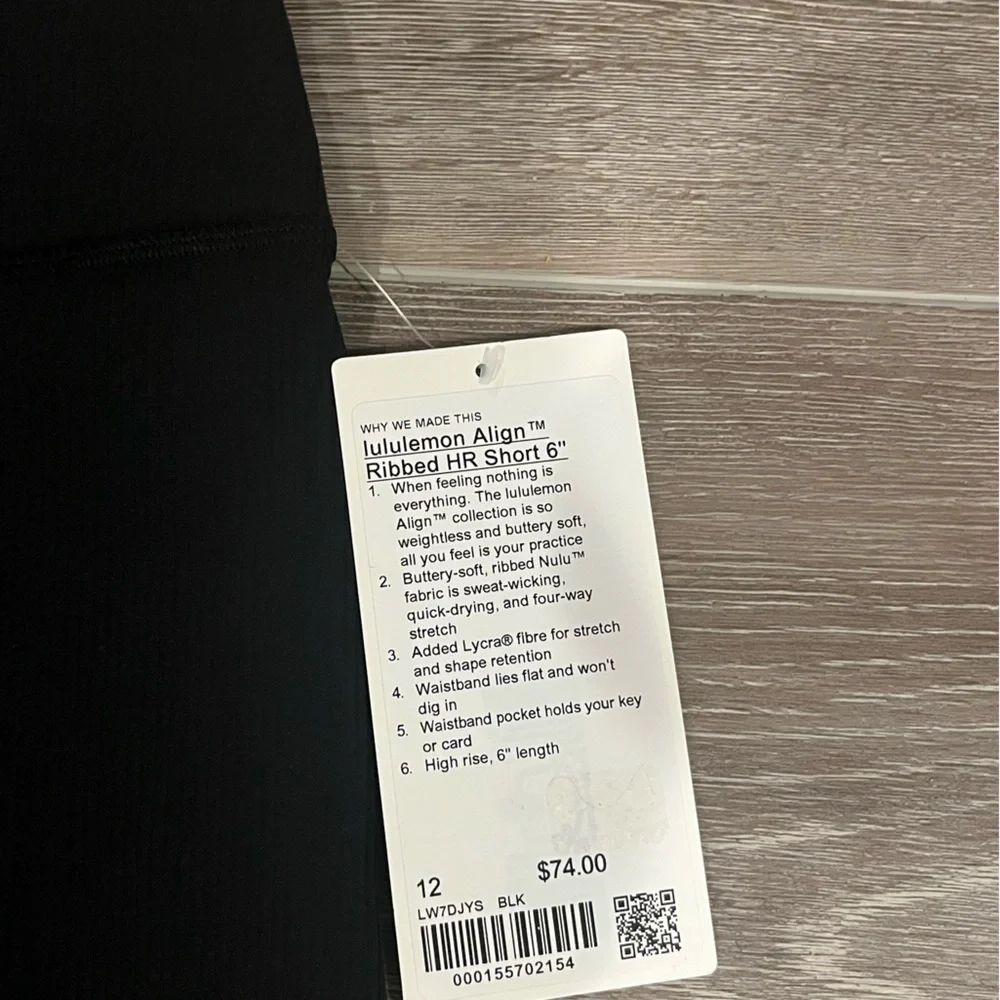 WHY WE MADE THIS
lululemon Align™
Ribbed HR Short 6"
1. When feeling nothing is
everything. The lululemon
Align™ collection is so
weightless and buttery soft,
all you feel is your practice
2. Buttery-soft, ribbed Nulu™
fabric is sweat-wicking,
quick-drying, and four-way
stretch
3. Added Lycra® fibre for stretch
and shape retention
4. Waistband lies flat and won't
dig in
5. Waistband pocket holds your key
or card
6. High rise, 6" length
12 $74.00
LW7DJYS BLK
000155702154